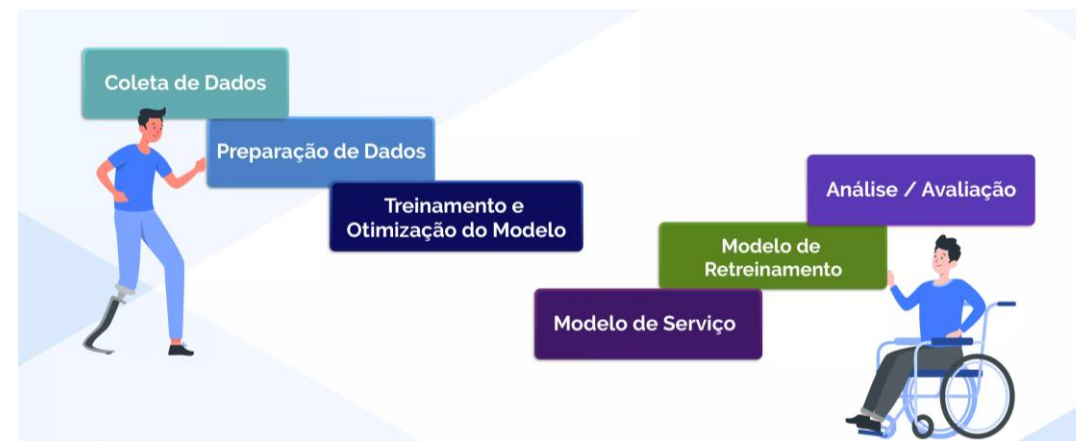 Coleta de Dados
Preparação de Dados
Treinamento e
Otimização do Modelo
Modelo de Serviço
Modelo de
Retreinamento
Análise / Avaliação